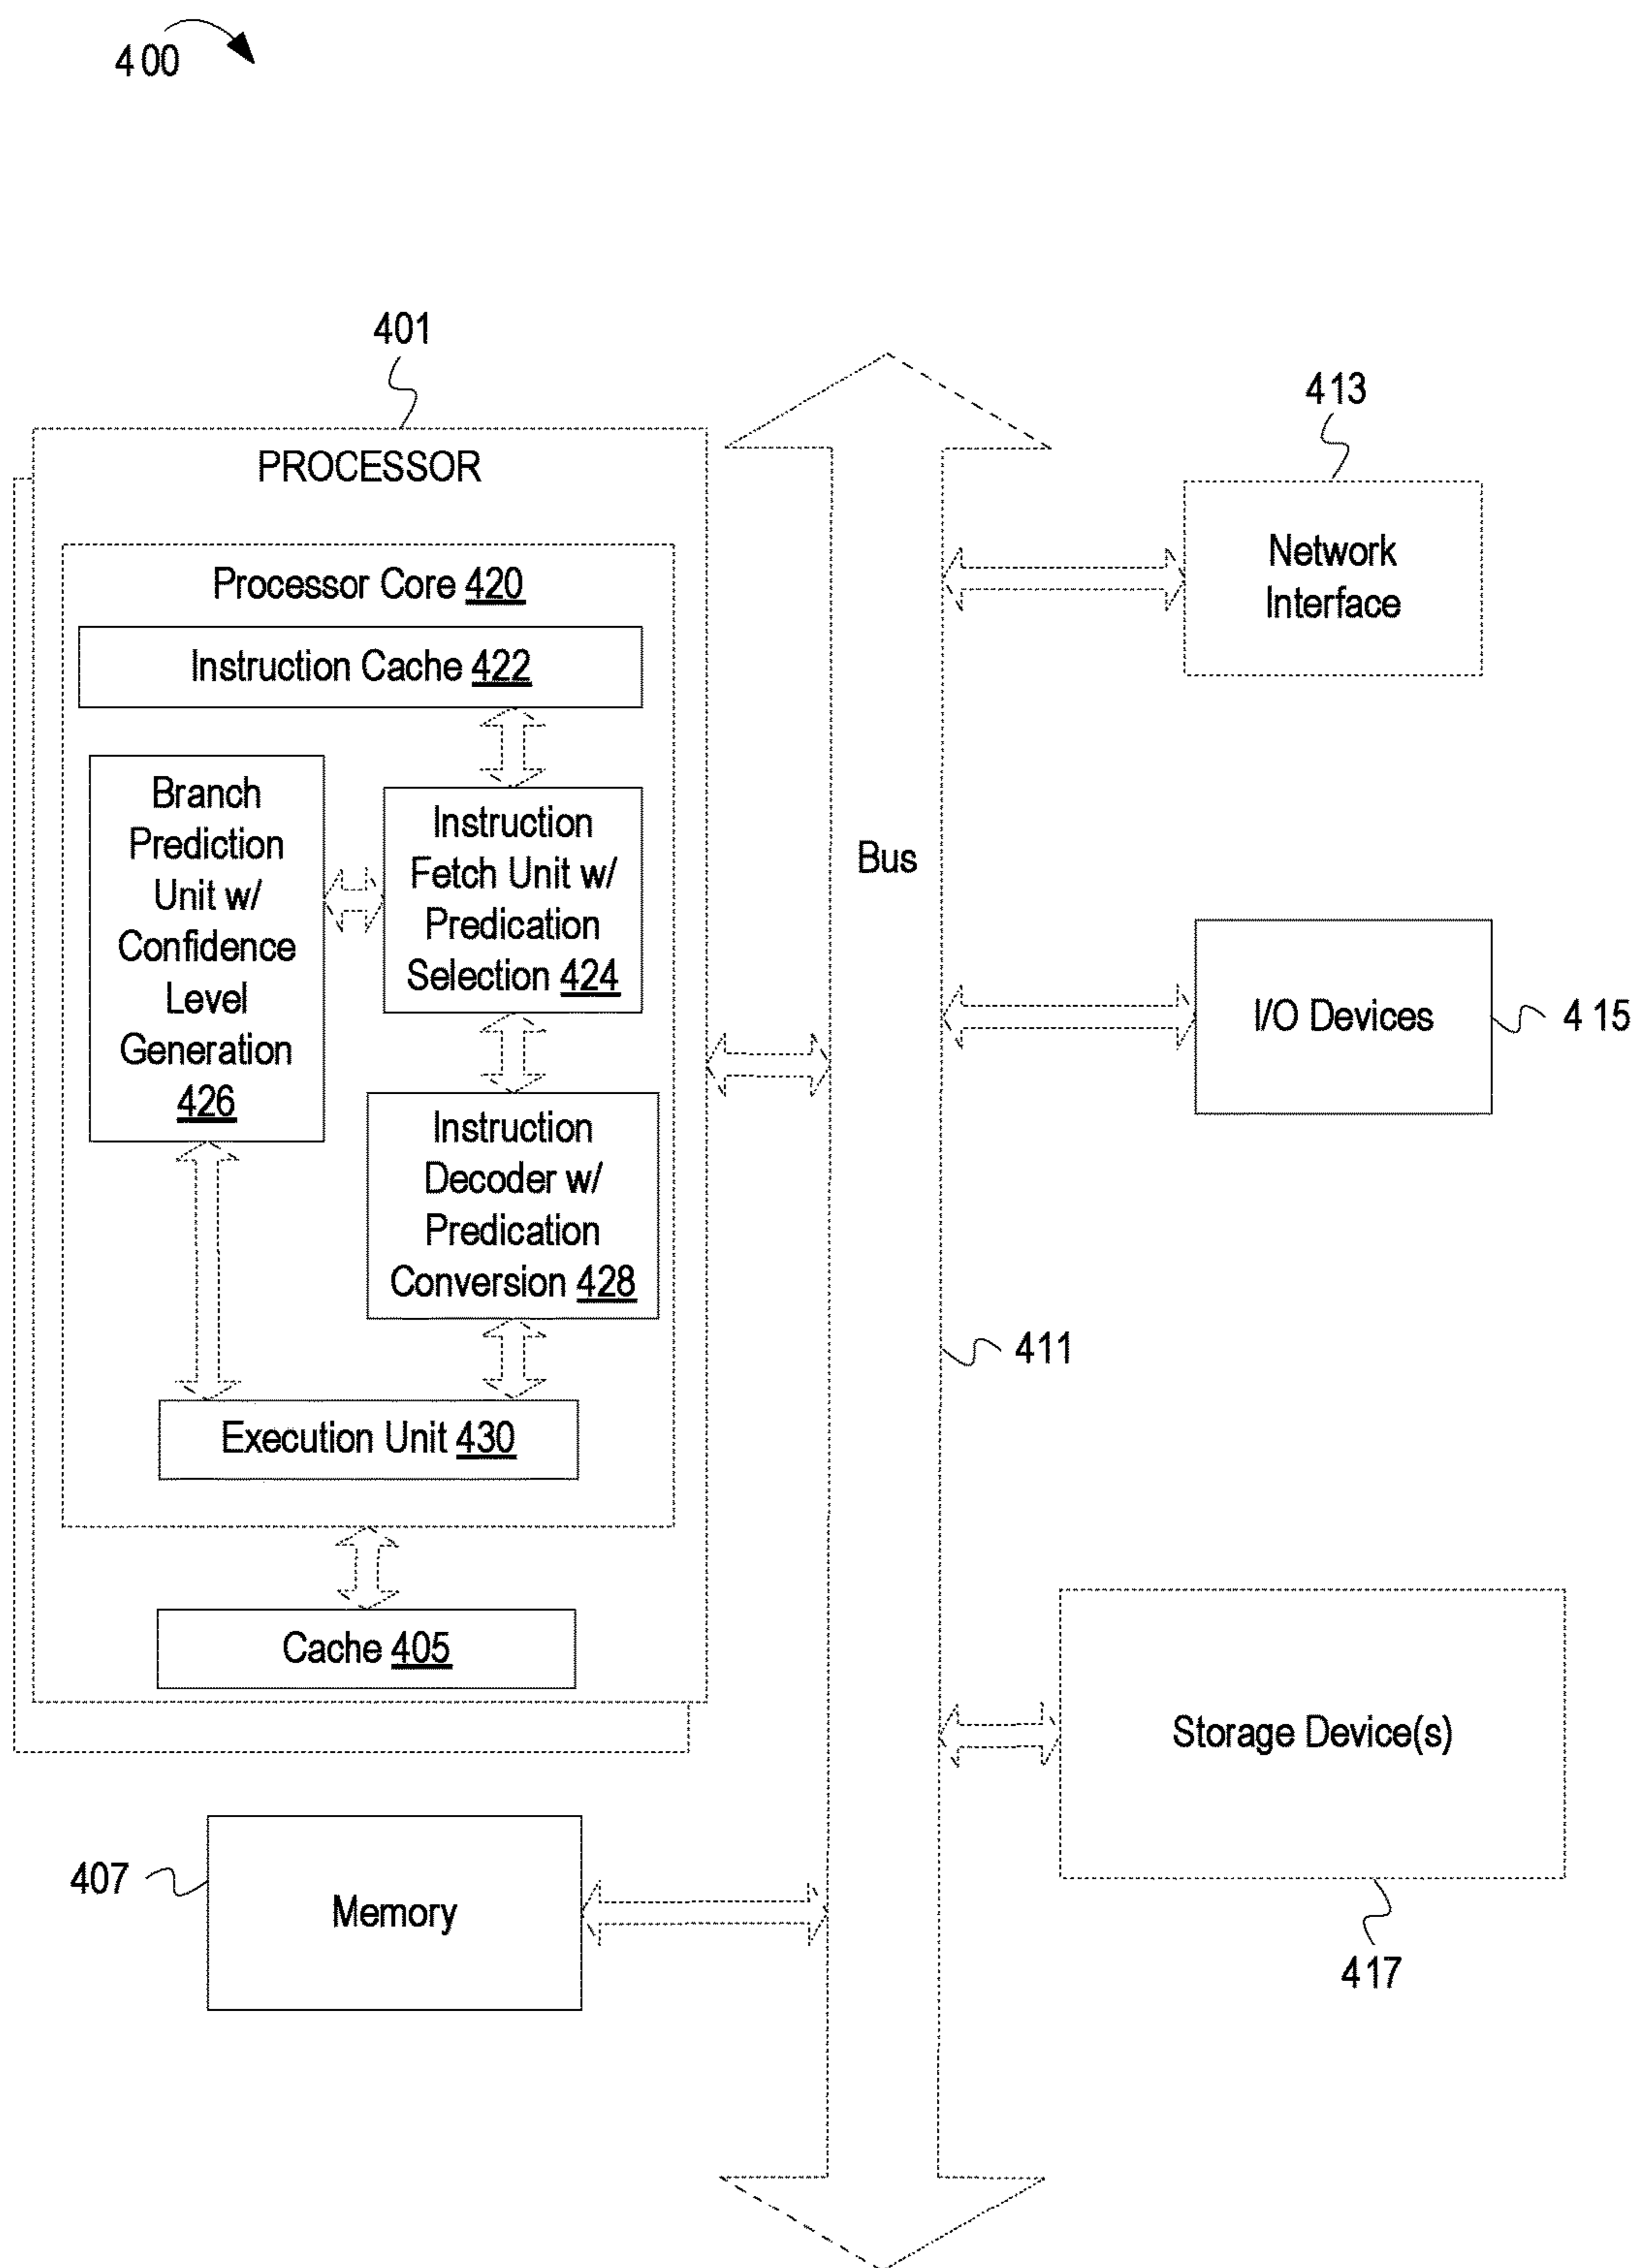 400
401
PROCESSOR
Processor Core 420
Instruction Cache 422
Branch
Prediction
Unit w/
Confidence
Level
Generation
426
Instruction
Fetch Unit w/
Predication
Selection 424
Instruction
Decoder w/
Predication
Conversion 428
Execution Unit 430
Cache 405
407
Memory
Bus
411
413
Network
Interface
I/O Devices
415
Storage Device(s)
417